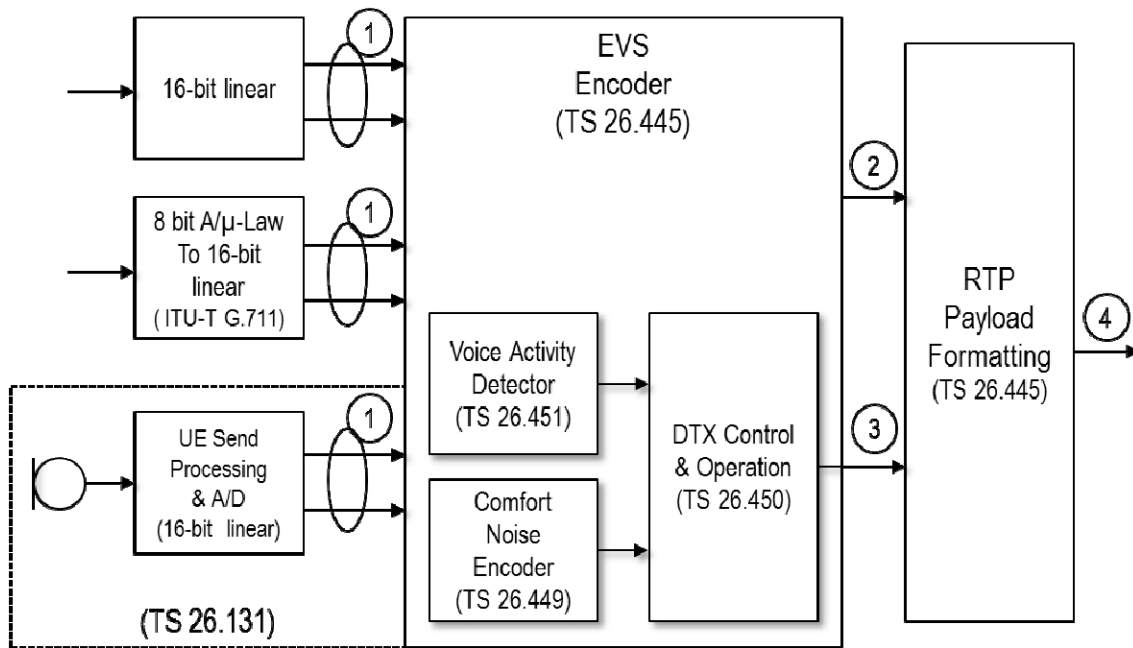 16-bit linear
1
8 bit A/µ-Law
To 16-bit
linear
( ITU-T G.711)
1
UE Send
Processing
& A/D
(16-bit linear)
1
(TS 26.131)
EVS
Encoder
(TS 26.445)
Voice Activity
Detector
(TS 26.451)
Comfort
Noise
Encoder
(TS 26.449)
DTX Control
& Operation
(TS 26.450)
2
3
RTP
Payload
Formatting
(TS 26.445)
4